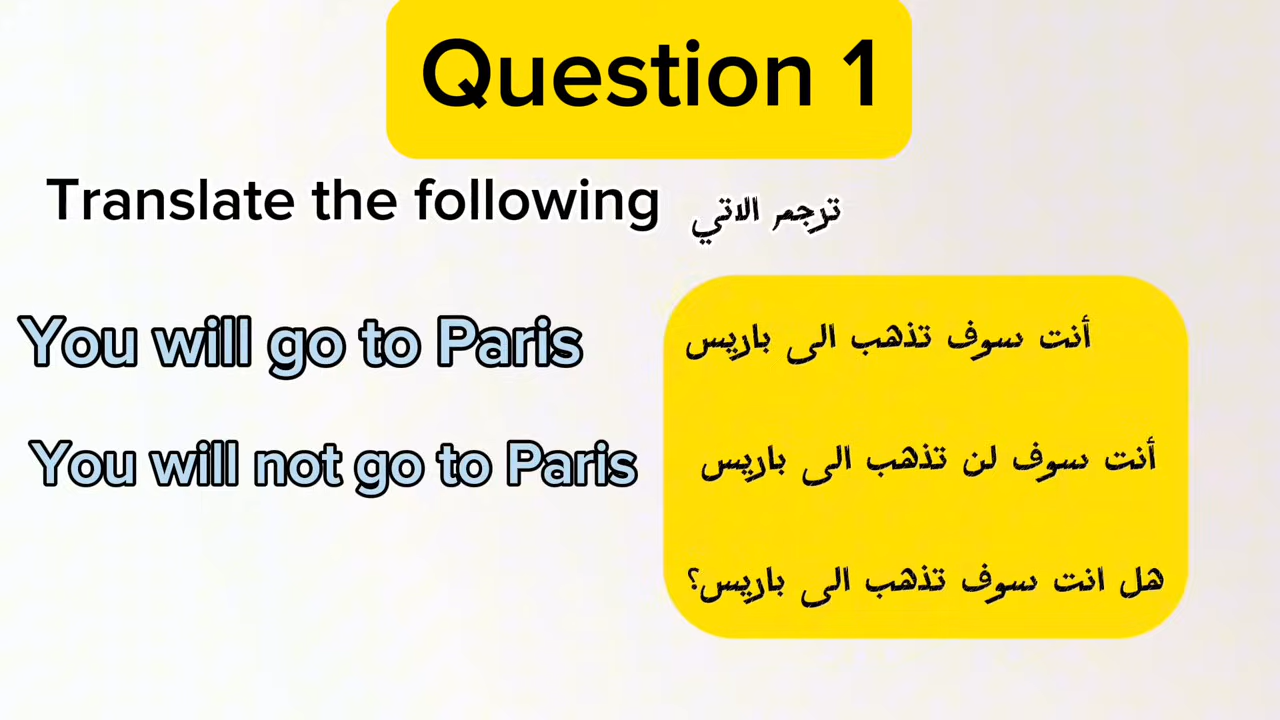 Question 1
Translate the following ترجم الاتي
You will go to Paris
أنت سوف تذهب الى باريس
You will not go to Paris
أنت سوف لن تذهب الى باريس
هل انت سوف تذهب الى باريس؟